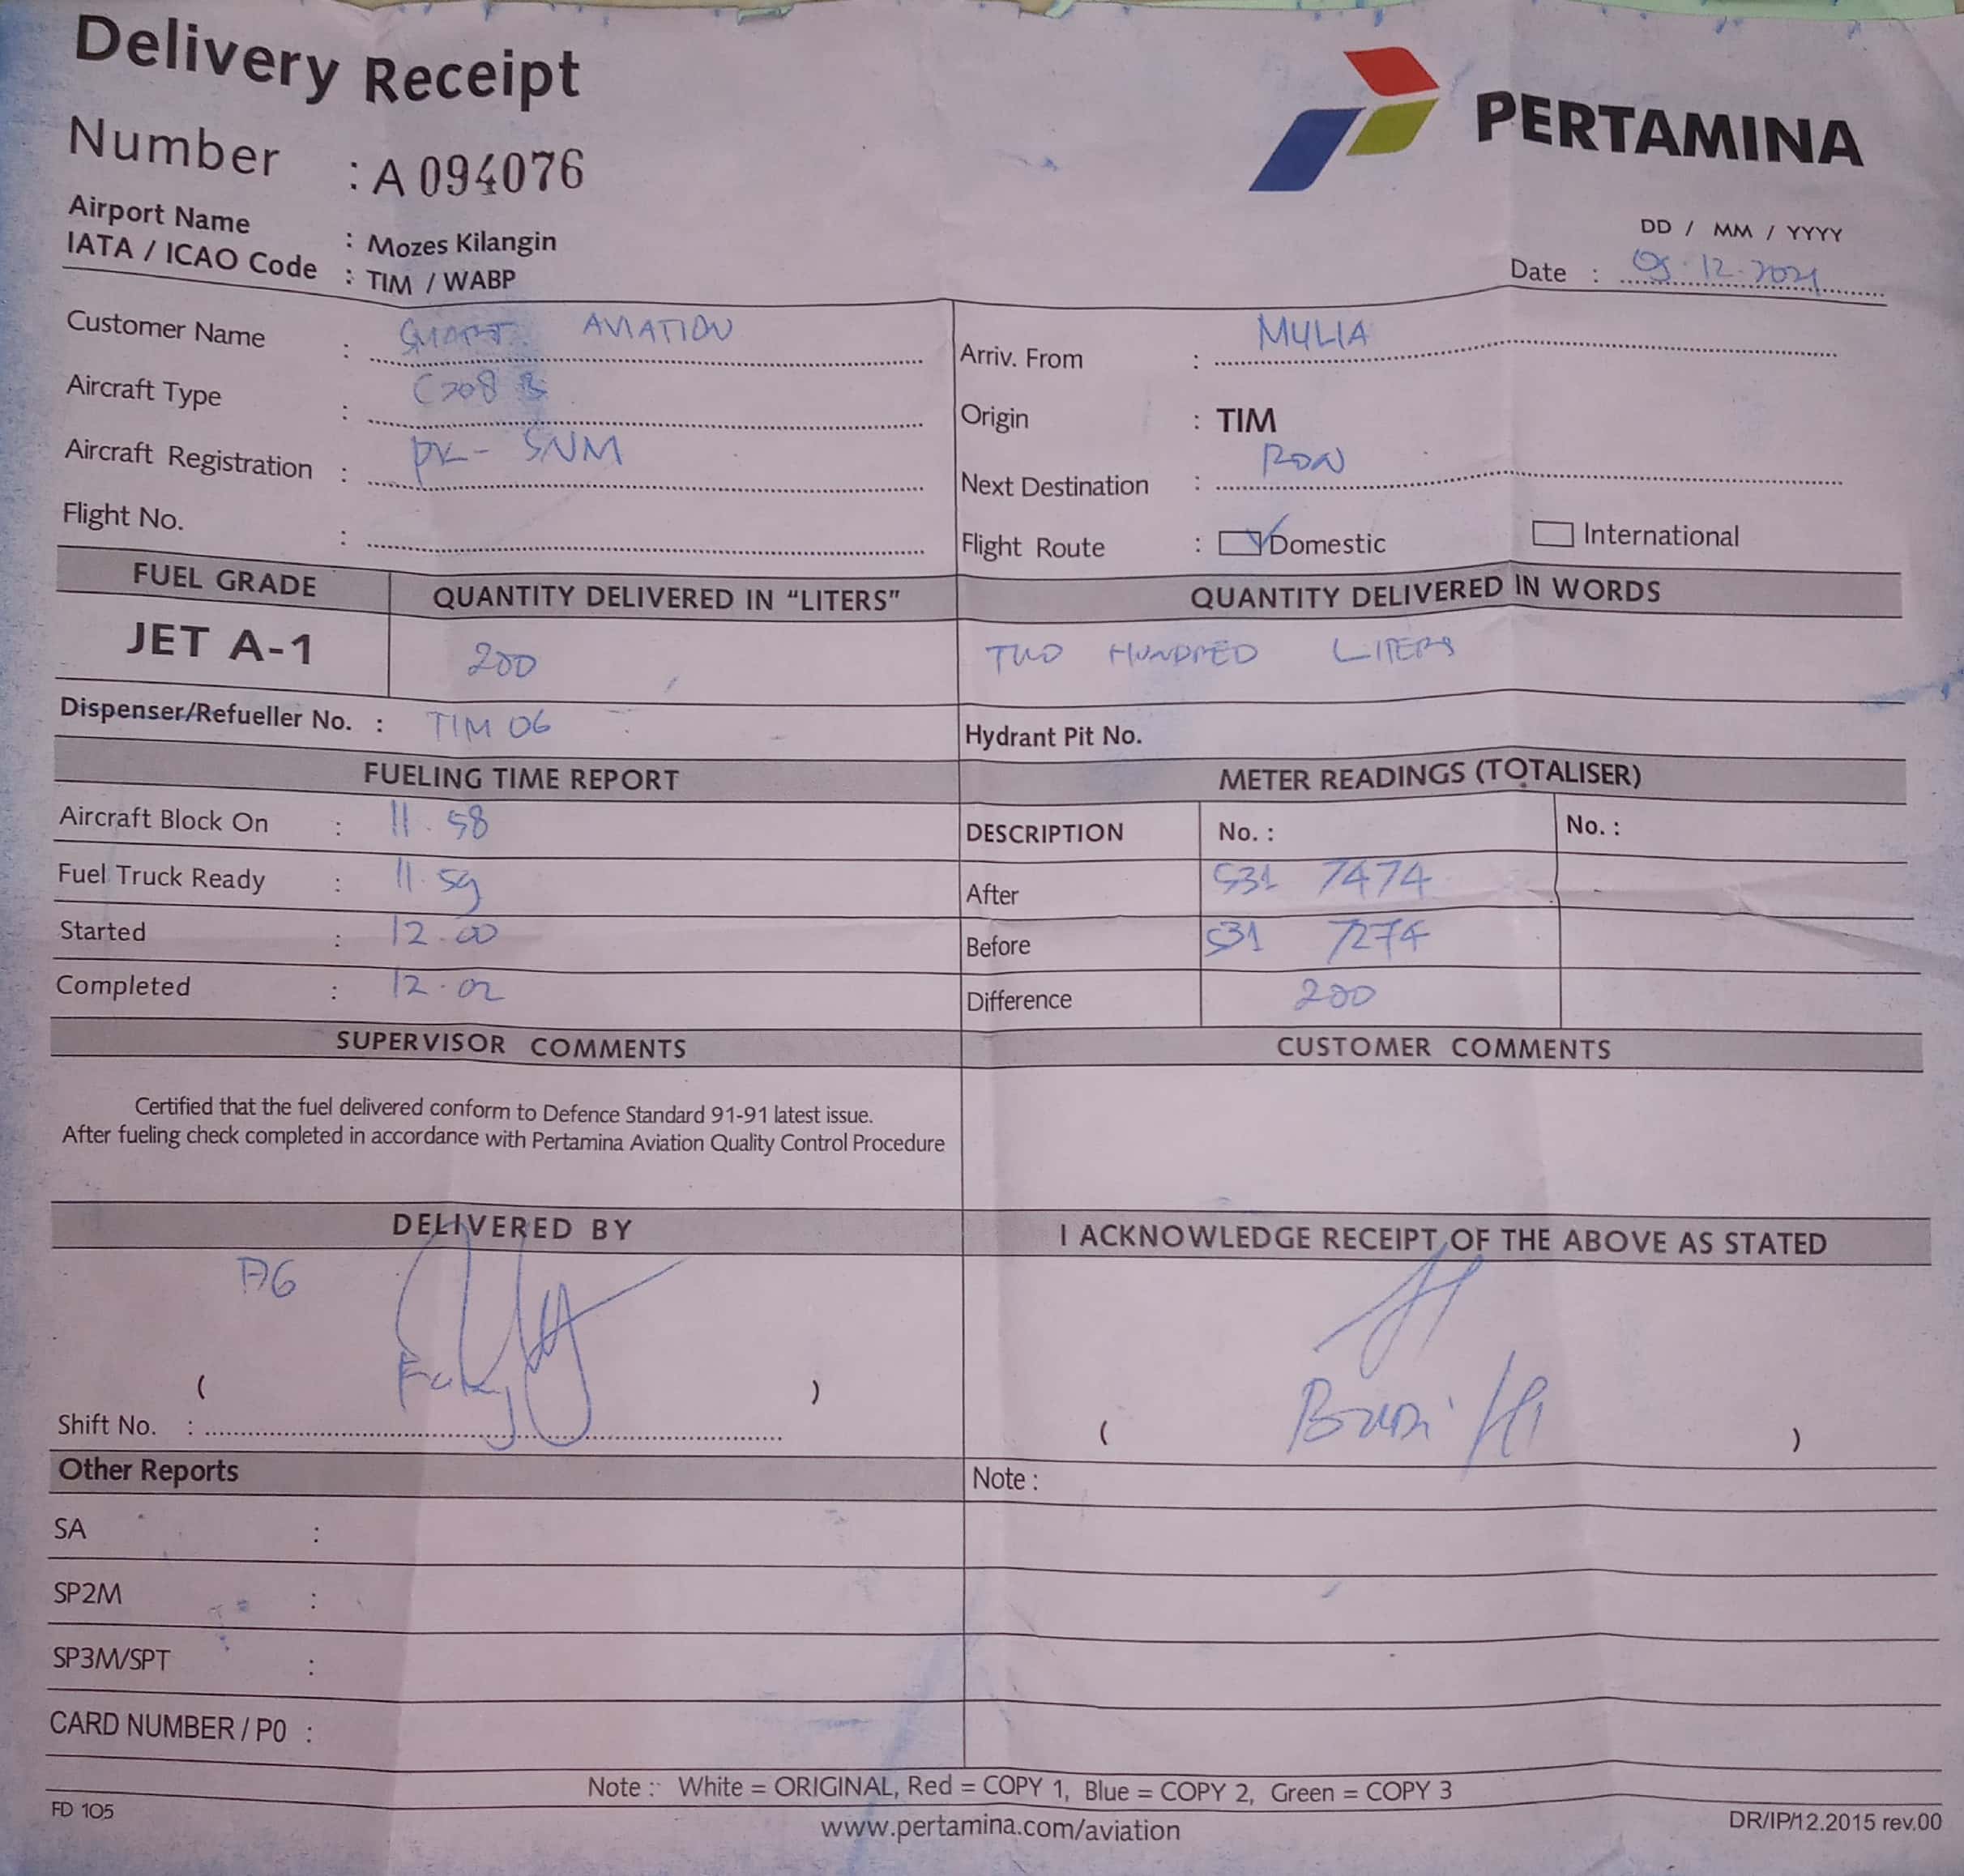 Delivery Receipt
Number : A 094076
PERTAMINA
Airport Name : Mozes Kilangin
IATA / ICAO Code : TIM / WABP
DD / MM / YYYY
Date : 05.12.2021
Customer Name : SMART AVIATION
Arriv. From : MULIA
Aircraft Type : C208 B
Origin : TIM
Aircraft Registration : PK-SNM
Next Destination : RON
Flight No. :
Flight Route : Domestic International
FUEL GRADE QUANTITY DELIVERED IN “LITERS” QUANTITY DELIVERED IN WORDS
JET A-1 200 TWO HUNDRED LITERS
Dispenser/Refueller No. : TIM 06 Hydrant Pit No.
FUELING TIME REPORT METER READINGS (TOTALISER)
Aircraft Block On : 11.58 DESCRIPTION No. : No. :
Fuel Truck Ready : 11.59 After 531 7474
Started : 12.00 Before 531 7274
Completed : 12.02 Difference 200
SUPERVISOR COMMENTS CUSTOMER COMMENTS
Certified that the fuel delivered conform to Defence Standard 91-91 latest issue.
After fueling check completed in accordance with Pertamina Aviation Quality Control Procedure
DELIVERED BY I ACKNOWLEDGE RECEIPT OF THE ABOVE AS STATED
( )
Shift No. : ( )
Other Reports Note :
SA :
SP2M :
SP3M/SPT :
CARD NUMBER / P0 :
Note : White = ORIGINAL, Red = COPY 1, Blue = COPY 2, Green = COPY 3
FD 105 www.pertamina.com/aviation DR/IP/12.2015 rev.00